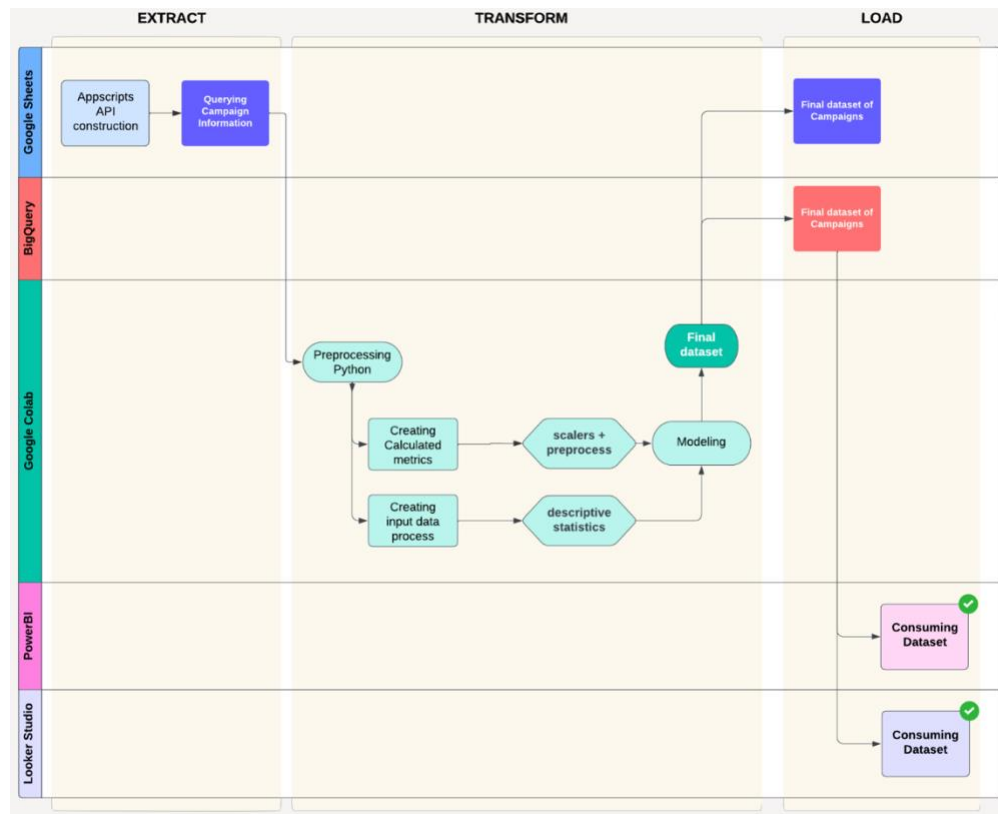 EXTRACT
TRANSFORM
LOAD
Google Sheets
Appscripts
API
construction
Querying
Campaign
Information
Final dataset of
Campaigns
BigQuery
Final dataset of
Campaigns
Google Colab
Preprocessing
Python
Final
dataset
Creating
Calculated
metrics
scalers +
preprocess
Modeling
Creating
input data
process
descriptive
statistics
PowerBI
Consuming
Dataset
Looker Studio
Consuming
Dataset